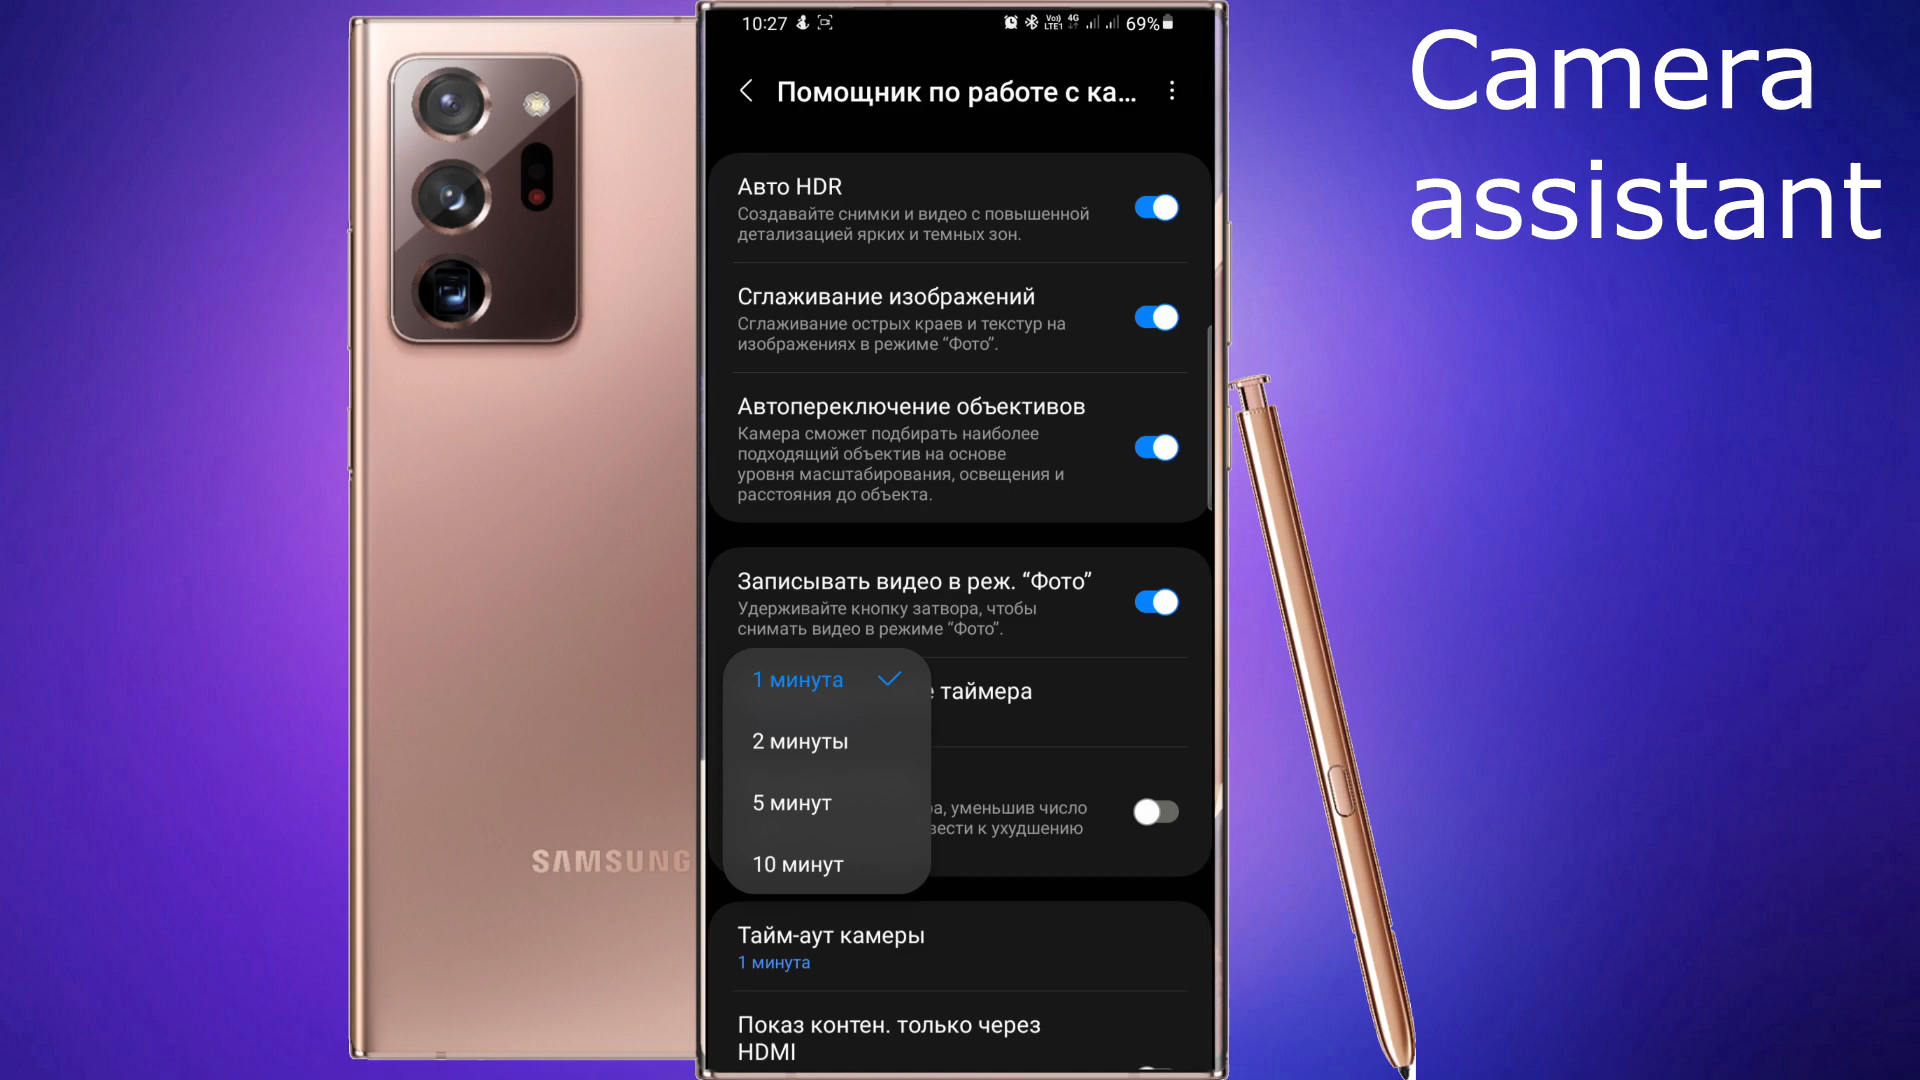 Camera
assistant
10:27
Vo)) LTE1 4G 69%
Помощник по работе с ка...
Авто HDR
Создавайте снимки и видео с повышенной
детализацией ярких и темных зон.
Сглаживание изображений
Сглаживание острых краев и текстур на
изображениях в режиме “Фото”.
Автопереключение объективов
Камера сможет подбирать наиболее
подходящий объектив на основе
уровня масштабирования, освещения и
расстояния до объекта.
Записывать видео в реж. “Фото”
Удерживайте кнопку затвора, чтобы
снимать видео в режиме “Фото”.
1 минута
таймера
2 минуты
5 минут
уменьшив число
к ухудшению
10 минут
SAMSUNG
Тайм-аут камеры
1 минута
Показ контен. только через
HDMI